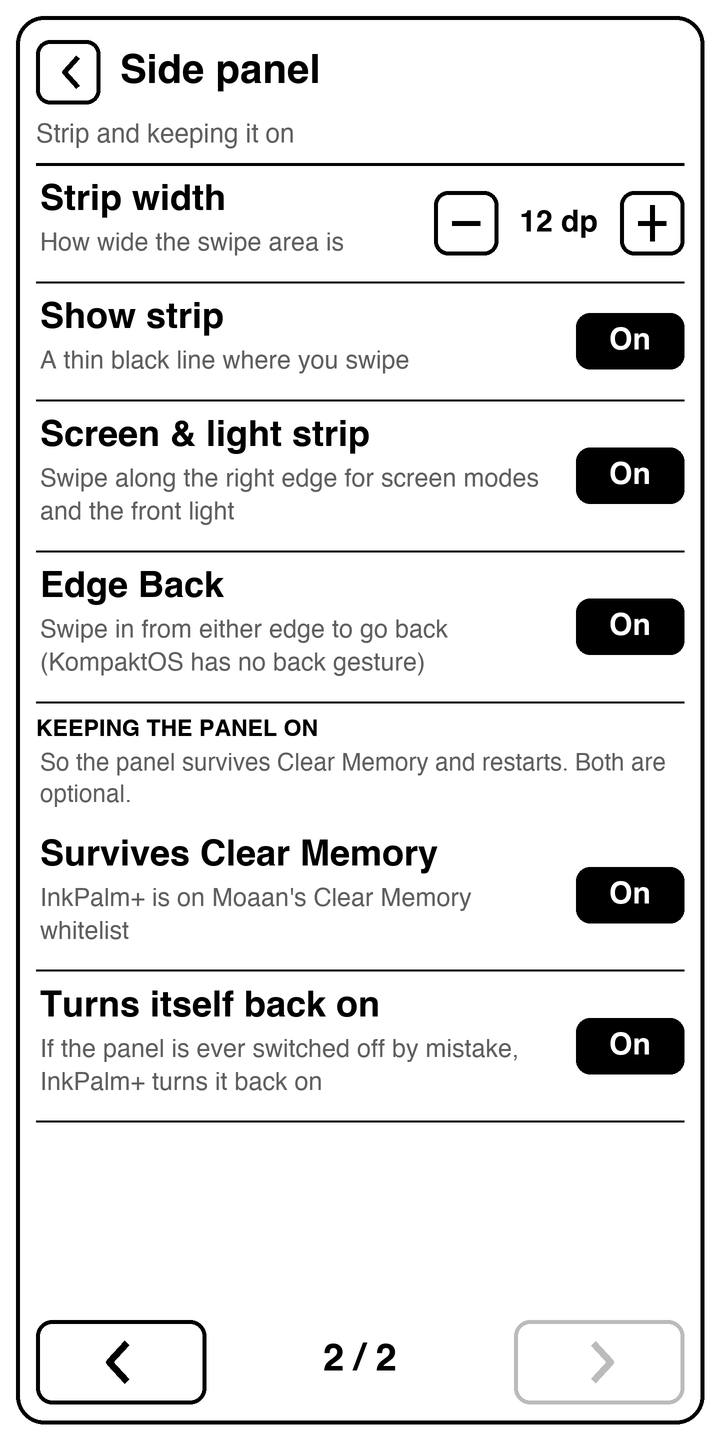 Side panel
Strip and keeping it on
Strip width
How wide the swipe area is
12 dp
Show strip
A thin black line where you swipe
On
Screen & light strip
Swipe along the right edge for screen modes
and the front light
On
Edge Back
Swipe in from either edge to go back
(KompaktOS has no back gesture)
On
KEEPING THE PANEL ON
So the panel survives Clear Memory and restarts. Both are
optional.
Survives Clear Memory
InkPalm+ is on Moaan's Clear Memory
whitelist
On
Turns itself back on
If the panel is ever switched off by mistake,
InkPalm+ turns it back on
On
2 / 2